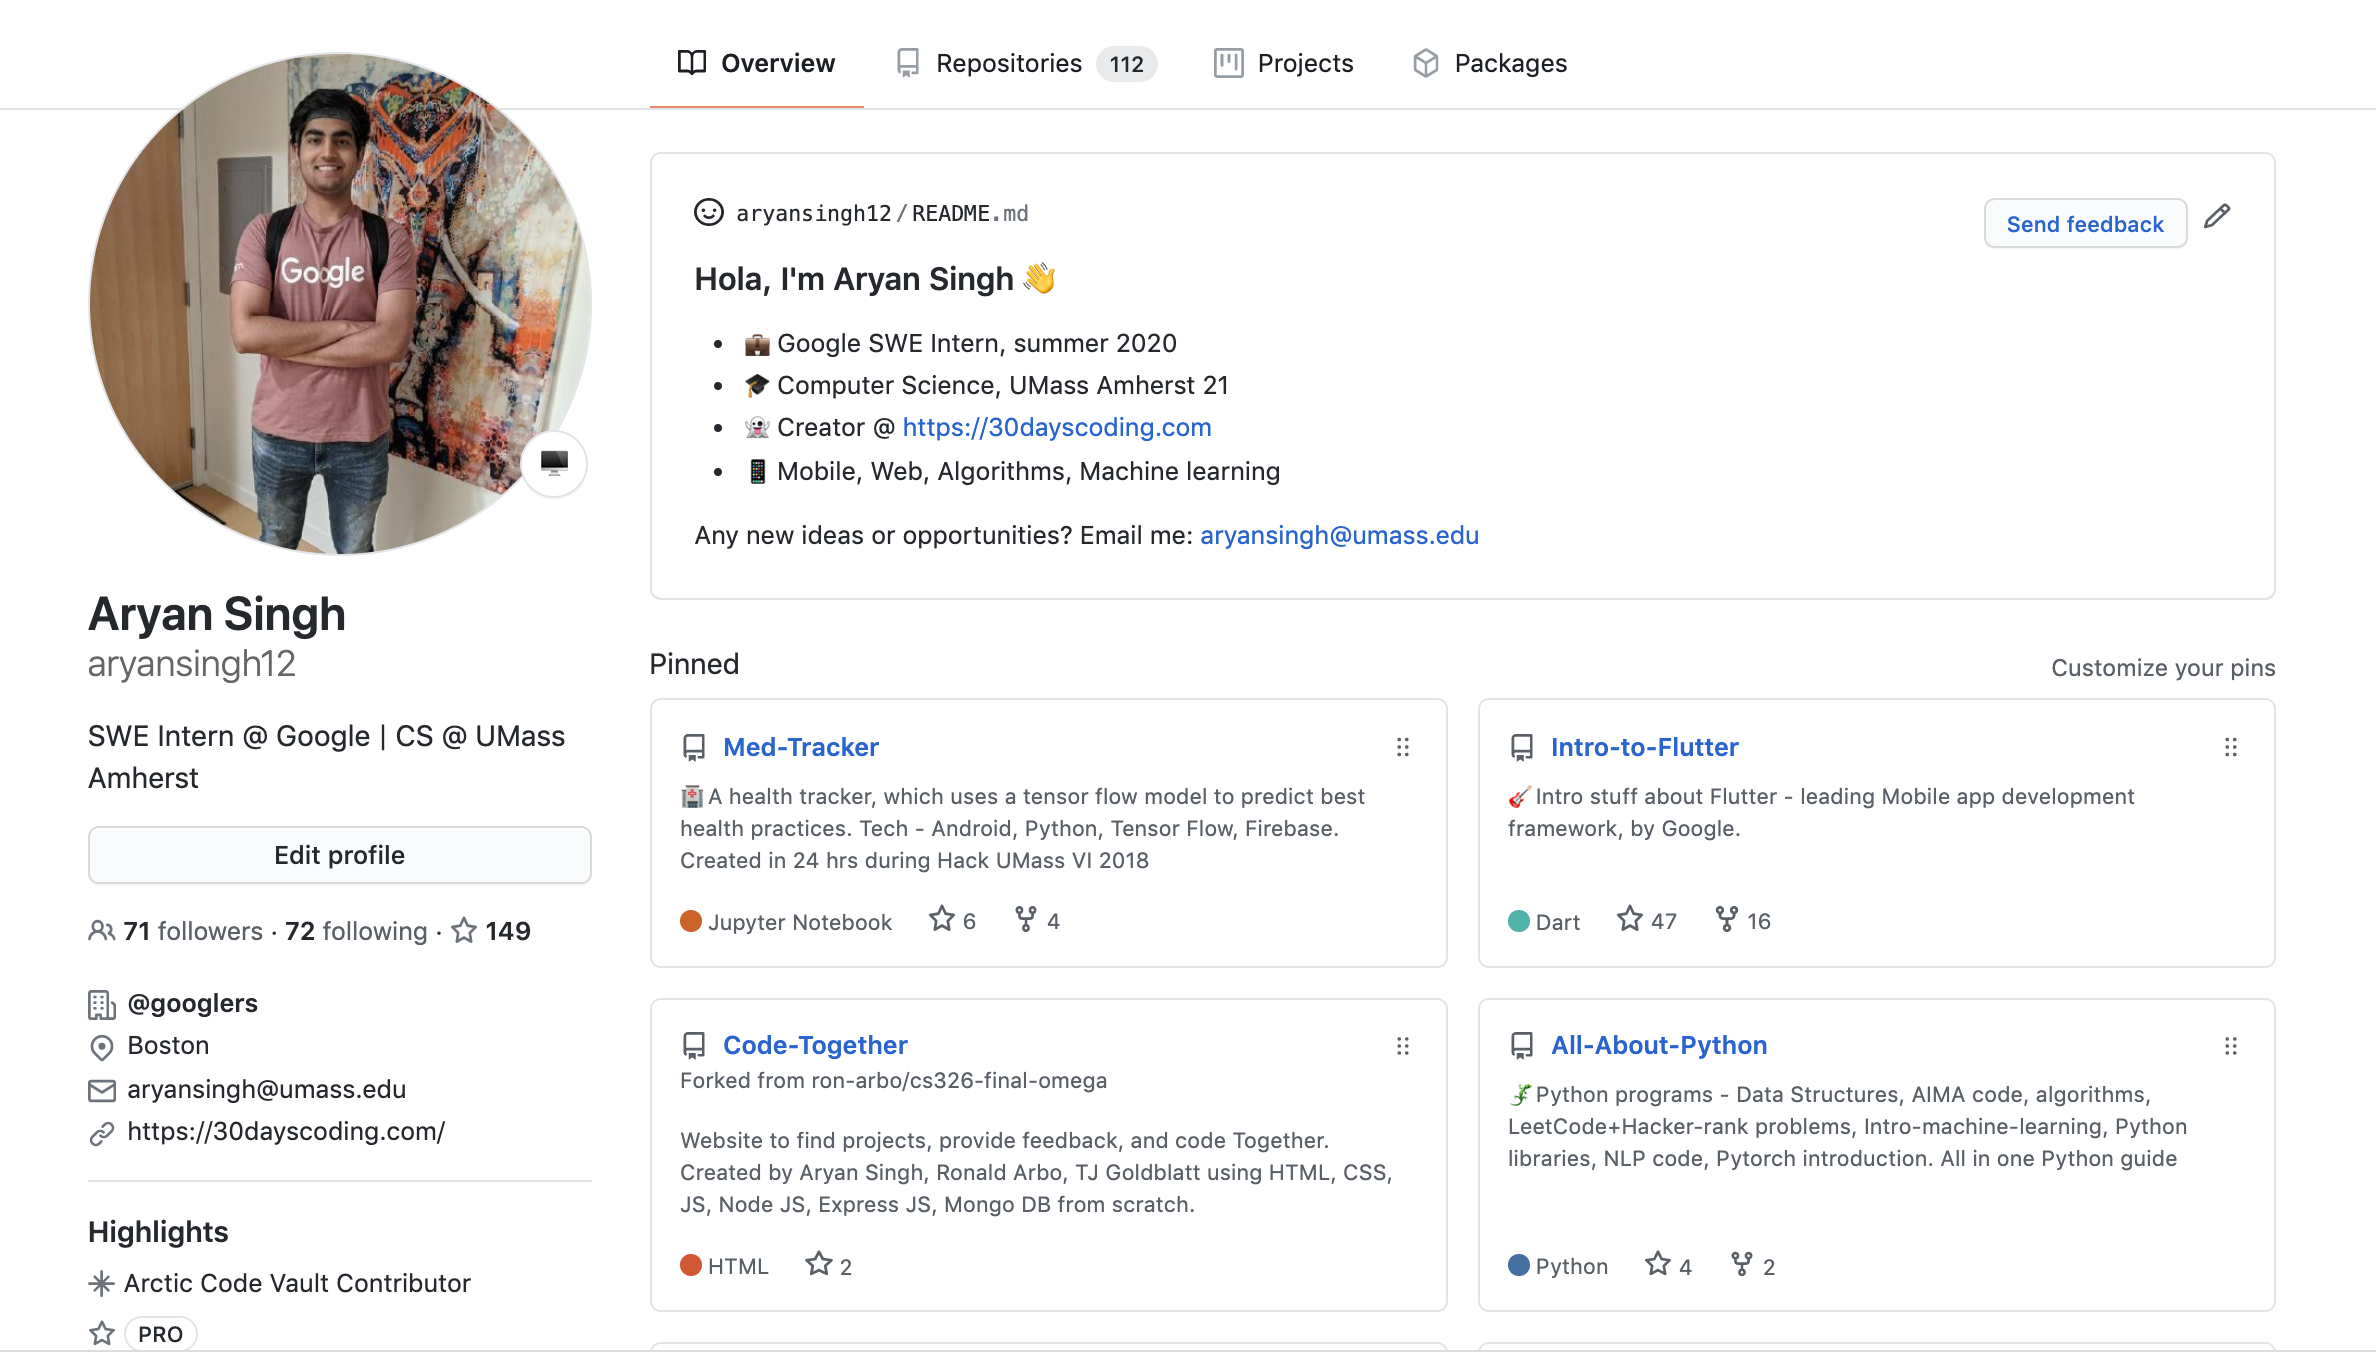 Overview
Repositories 112
Projects
Packages
Google
aryansingh12/README.md
Send feedback
Hola, I'm Aryan Singh 👋
• 💼 Google SWE Intern, summer 2020
• 🎓 Computer Science, UMass Amherst 21
• 👻 Creator @ https://30dayscoding.com
• 📱 Mobile, Web, Algorithms, Machine learning
Any new ideas or opportunities? Email me: aryansingh@umass.edu
Aryan Singh
aryansingh12
SWE Intern @ Google | CS @ UMass
Amherst
Edit profile
71 followers · 72 following · 149
@googlers
Boston
aryansingh@umass.edu
https://30dayscoding.com/
Highlights
Arctic Code Vault Contributor
PRO
Pinned
Customize your pins
Med-Tracker
🏥A health tracker, which uses a tensor flow model to predict best
health practices. Tech - Android, Python, Tensor Flow, Firebase.
Created in 24 hrs during Hack UMass VI 2018
Jupyter Notebook 6 4
Intro-to-Flutter
🎸Intro stuff about Flutter - leading Mobile app development
framework, by Google.
Dart 47 16
Code-Together
Forked from ron-arbo/cs326-final-omega
Website to find projects, provide feedback, and code Together.
Created by Aryan Singh, Ronald Arbo, TJ Goldblatt using HTML, CSS,
JS, Node JS, Express JS, Mongo DB from scratch.
HTML 2
All-About-Python
🦎Python programs - Data Structures, AIMA code, algorithms,
LeetCode+Hacker-rank problems, Intro-machine-learning, Python
libraries, NLP code, Pytorch introduction. All in one Python guide
Python 4 2